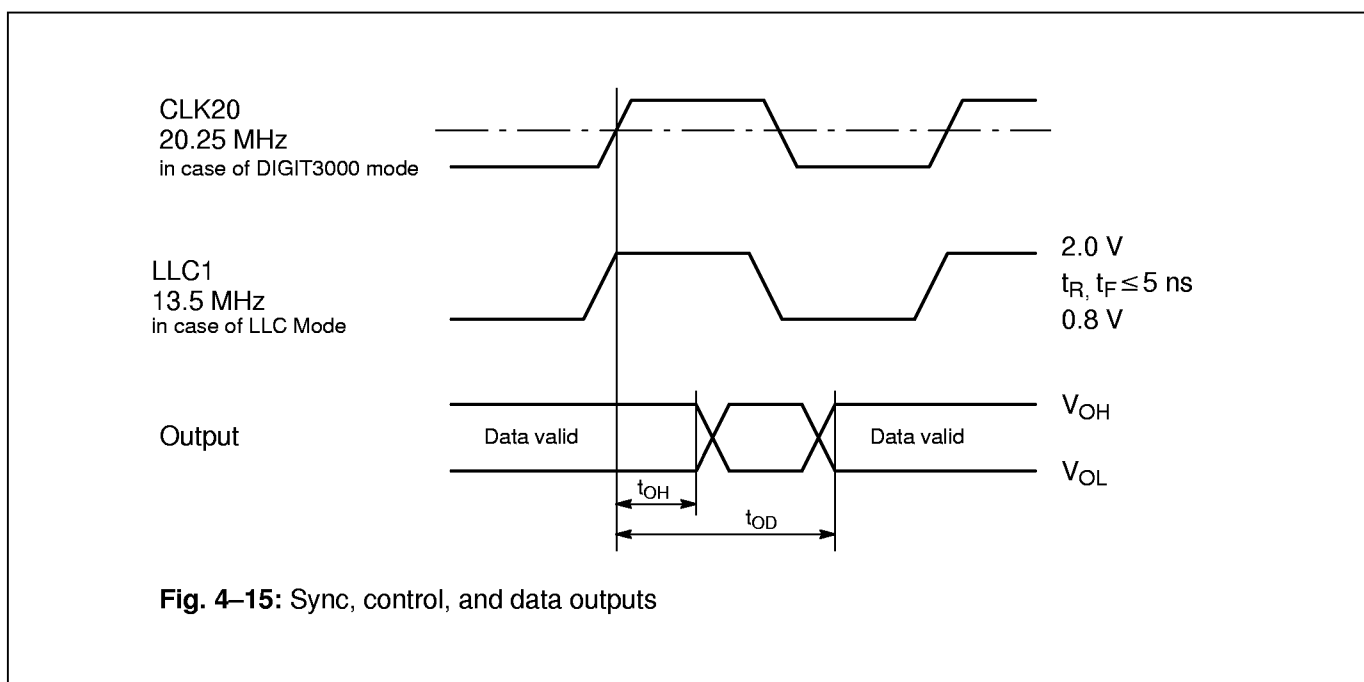 CLK20
20.25 MHz
in case of DIGIT3000 mode
LLC1
13.5 MHz
in case of LLC Mode
2.0 V
tR, tF ≤ 5 ns
0.8 V
Output
Data valid
Data valid
VOH
VOL
tOH
tOD
Fig. 4–15: Sync, control, and data outputs